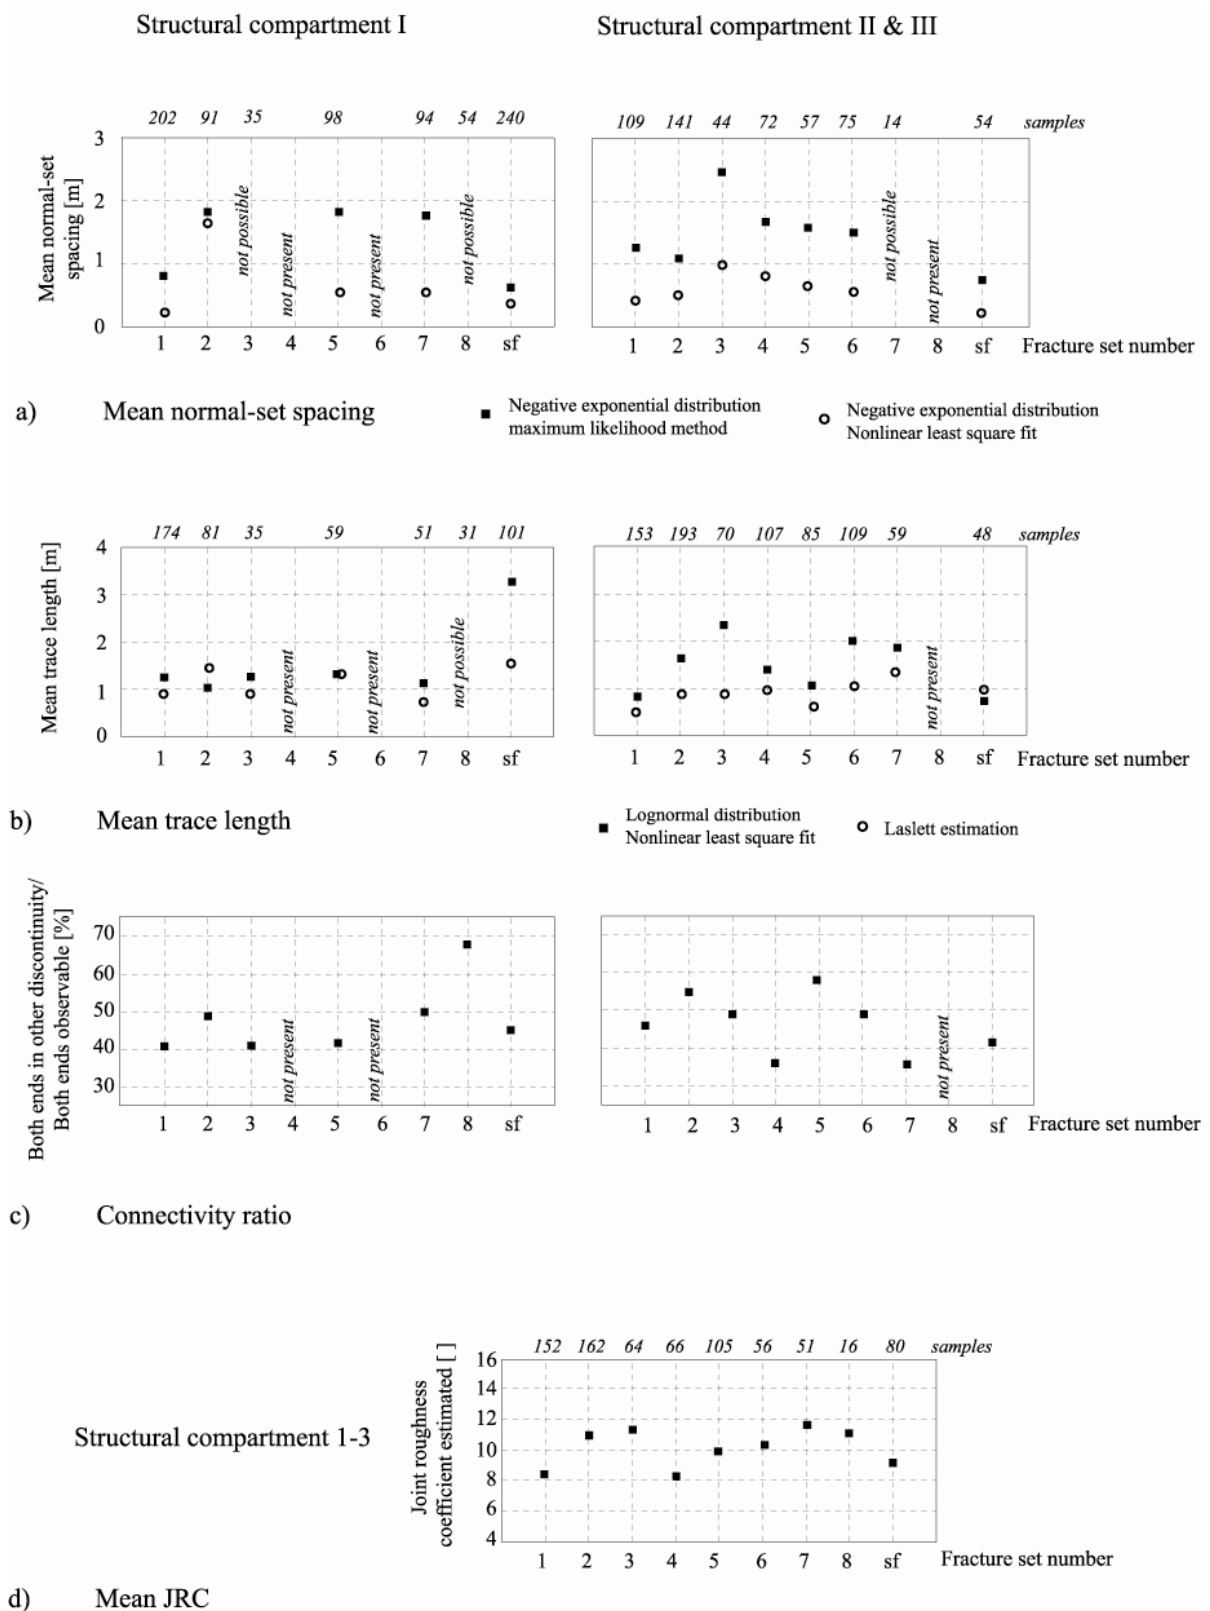 Structural compartment I
Structural compartment II & III
202 91 35 98 94 54 240
109 141 44 72 57 75 14 54 samples
Mean normal-set
spacing [m]
3
2
1
0
not possible
not present
not present
not possible
not possible
not present
1 2 3 4 5 6 7 8 sf
1 2 3 4 5 6 7 8 sf Fracture set number
a) Mean normal-set spacing
Negative exponential distribution
maximum likelihood method
Negative exponential distribution
Nonlinear least square fit
174 81 35 59 51 31 101
153 193 70 107 85 109 59 48 samples
Mean trace length [m]
4
3
2
1
0
not present
not present
not possible
not present
1 2 3 4 5 6 7 8 sf
1 2 3 4 5 6 7 8 sf Fracture set number
b) Mean trace length
Lognormal distribution
Nonlinear least square fit
Laslett estimation
Both ends in other discontinuity/
Both ends observable [%]
70
60
50
40
30
not present
not present
not present
1 2 3 4 5 6 7 8 sf
1 2 3 4 5 6 7 8 sf Fracture set number
c) Connectivity ratio
152 162 64 66 105 56 51 16 80 samples
Structural compartment 1-3
Joint roughness
coefficient estimated [ ]
16
14
12
10
8
6
4
1 2 3 4 5 6 7 8 sf Fracture set number
d) Mean JRC